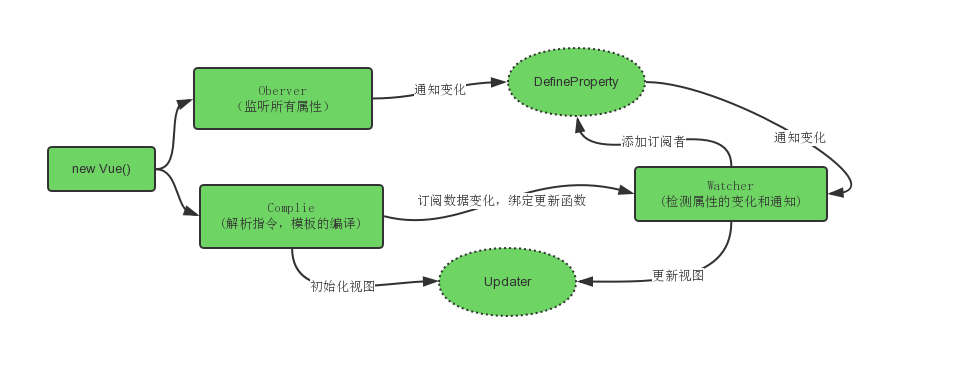 Oberver
（监听所有属性）
通知变化
DefineProperty
添加订阅者
通知变化
new Vue()
Complie
(解析指令, 模板的编译)
订阅数据变化, 绑定更新函数
Watcher
(检测属性的变化和通知)
初始化视图
Updater
更新视图